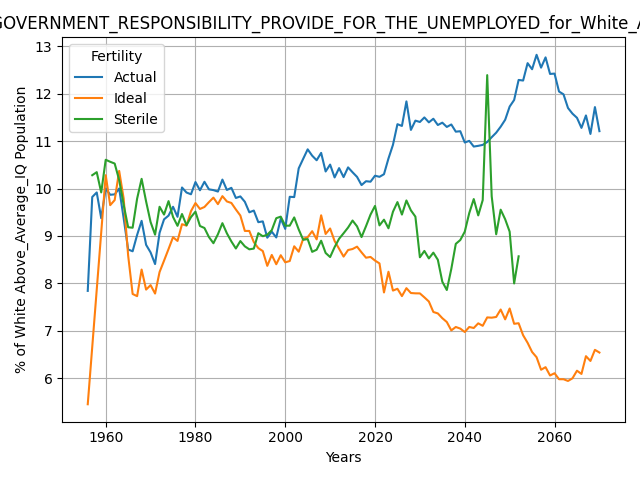 GOVERNMENT_RESPONSIBILITY_PROVIDE_FOR_THE_UNEMPLOYED_for_White_A
Fertility
Actual
Ideal
Sterile
% of White Above_Average_IQ Population
13
12
11
10
9
8
7
6
1960
1980
2000
2020
2040
2060
Years